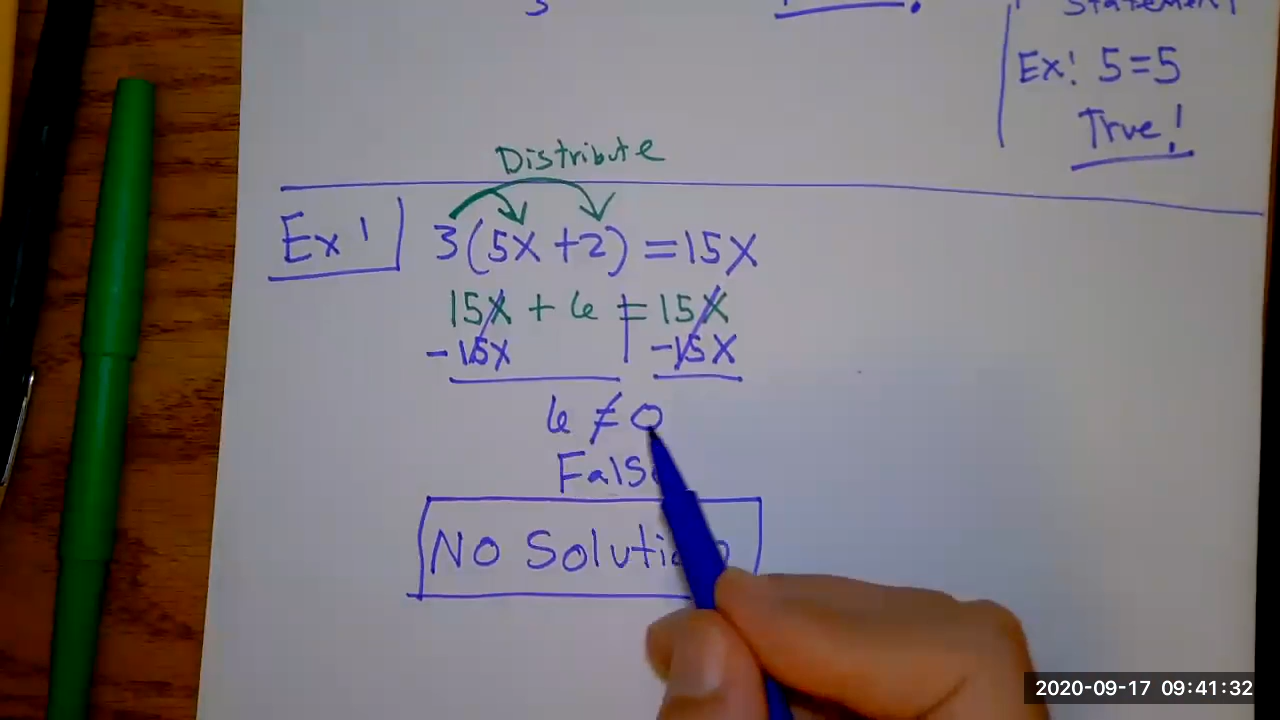 Statement
Ex! 5=5
True!
Distribute
Ex 1 3(5x+2)=15x
15x + 6 = 15x
-15x -15x
6 ≠ 0
False
No Solution
2020-09-17 09:41:32